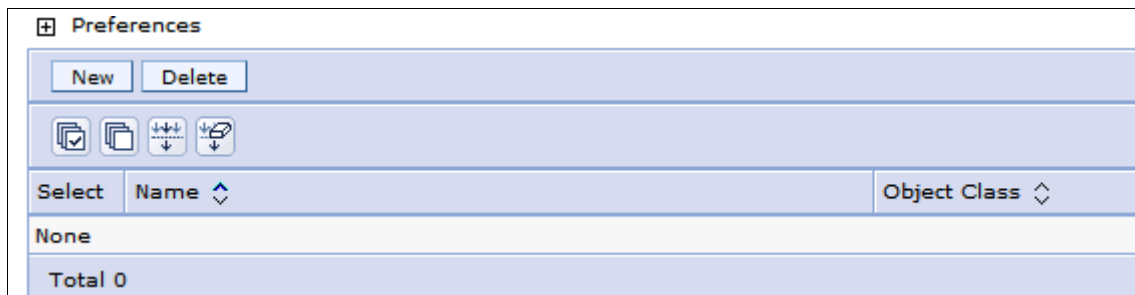 Preferences
New Delete
Select Name Object Class
None
Total 0